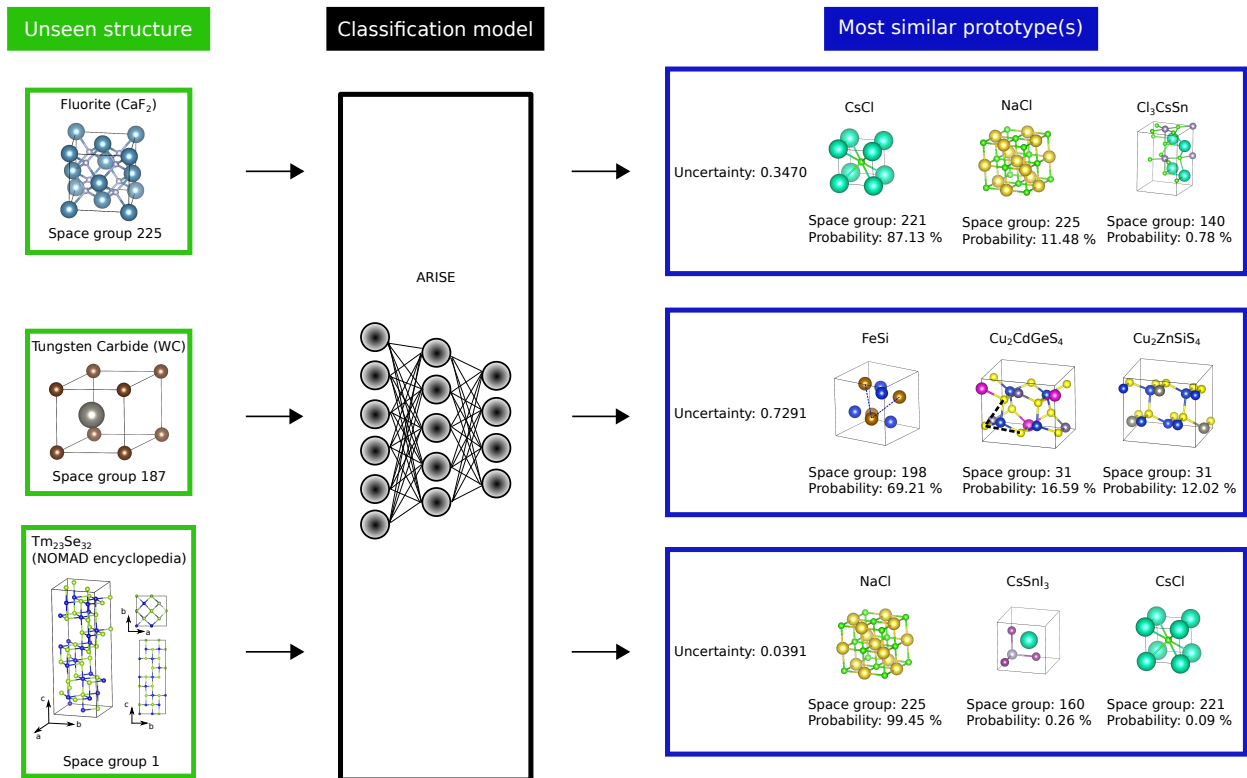 Unseen structure
Classification model
Most similar prototype(s)
Fluorite (CaF₂)
Space group 225
ARISE
Uncertainty: 0.3470
CsCl
Space group: 221
Probability: 87.13 %
NaCl
Space group: 225
Probability: 11.48 %
Cl₃CsSn
Space group: 140
Probability: 0.78 %
Tungsten Carbide (WC)
Space group 187
Uncertainty: 0.7291
FeSi
Space group: 198
Probability: 69.21 %
Cu₂CdGeS₄
Space group: 31
Probability: 16.59 %
Cu₂ZnSiS₄
Space group: 31
Probability: 12.02 %
Tm₂₃Se₃₂
(NOMAD encyclopedia)
b
a
c
b
c
b
a
Space group 1
Uncertainty: 0.0391
NaCl
Space group: 225
Probability: 99.45 %
CsSnI₃
Space group: 160
Probability: 0.26 %
CsCl
Space group: 221
Probability: 0.09 %